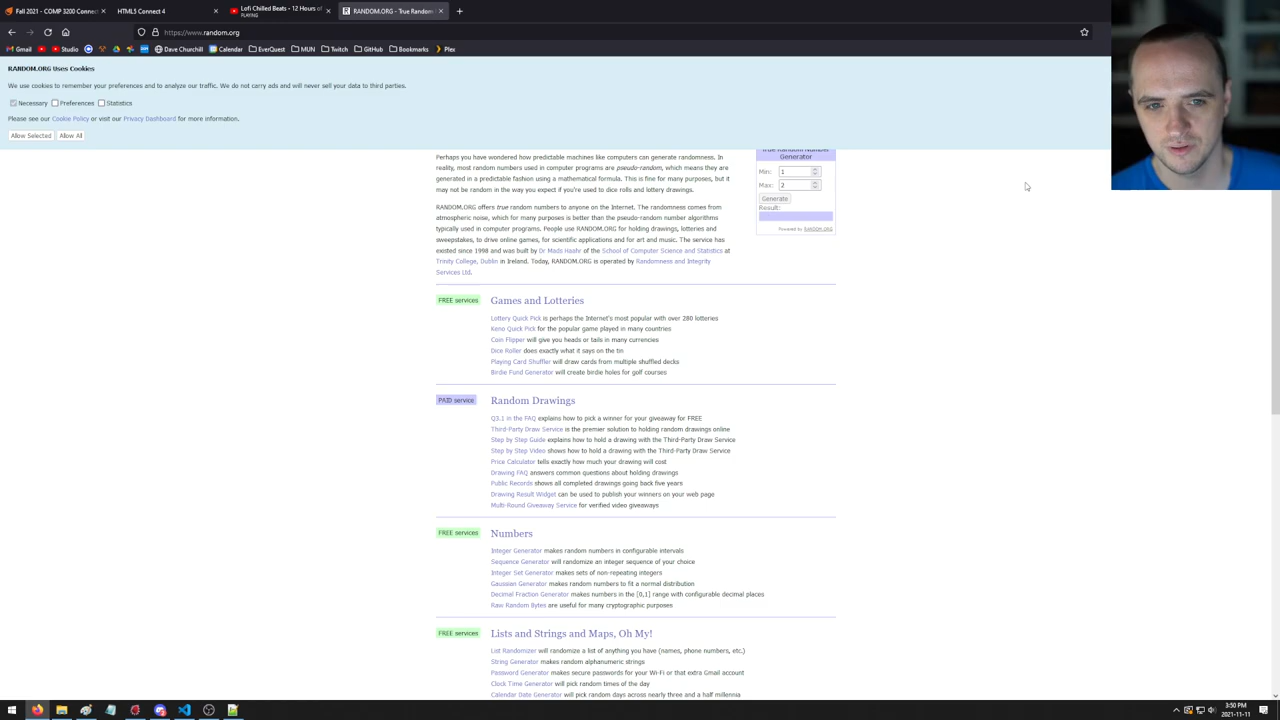 Fall 2021 - COMP 3200 Connect
HTML5 Connect 4
Lofi Chilled Beats - 12 Hours of
PLAYING
RANDOM.ORG - True Random
https://www.random.org
Gmail
YouTube
Studio
Dave Churchill
Calendar
EverQuest
MUN
Twitch
GitHub
Bookmarks
Plex
RANDOM.ORG Uses Cookies
We use cookies to remember your preferences and to analyze our traffic. We do not carry ads and will never sell your data to third parties.
Necessary Preferences Statistics
Please see our Cookie Policy or visit our Privacy Dashboard for more information.
Allow Selected Allow All
Perhaps you have wondered how predictable machines like computers can generate randomness. In
reality, most random numbers used in computer programs are pseudo-random, which means they are
generated in a predictable fashion using a mathematical formula. This is fine for many purposes, but it
may not be random in the way you expect if you're used to dice rolls and lottery drawings.
RANDOM.ORG offers true random numbers to anyone on the Internet. The randomness comes from
atmospheric noise, which for many purposes is better than the pseudo-random number algorithms
typically used in computer programs. People use RANDOM.ORG for holding drawings, lotteries and
sweepstakes, to drive online games, for scientific applications and for art and music. The service has
existed since 1998 and was built by Dr Mads Haahr of the School of Computer Science and Statistics at
Trinity College, Dublin in Ireland. Today, RANDOM.ORG is operated by Randomness and Integrity
Services Ltd.
True Random Number
Generator
Min: 1
Max: 2
Generate
Result:
Powered by RANDOM.ORG
FREE services Games and Lotteries
Lottery Quick Pick is perhaps the Internet's most popular with over 280 lotteries
Keno Quick Pick for the popular game played in many countries
Coin Flipper will give you heads or tails in many currencies
Dice Roller does exactly what it says on the tin
Playing Card Shuffler will draw cards from multiple shuffled decks
Birdie Fund Generator will create birdie holes for golf courses
PAID service Random Drawings
Q3.1 in the FAQ explains how to pick a winner for your giveaway for FREE
Third-Party Draw Service is the premier solution to holding random drawings online
Step by Step Guide explains how to hold a drawing with the Third-Party Draw Service
Step by Step Video shows how to hold a drawing with the Third-Party Draw Service
Price Calculator tells exactly how much your drawing will cost
Drawing FAQ answers common questions about holding drawings
Public Records shows all completed drawings going back five years
Drawing Result Widget can be used to publish your winners on your web page
Multi-Round Giveaway Service for verified video giveaways
FREE services Numbers
Integer Generator makes random numbers in configurable intervals
Sequence Generator will randomize an integer sequence of your choice
Integer Set Generator makes sets of non-repeating integers
Gaussian Generator makes random numbers to fit a normal distribution
Decimal Fraction Generator makes numbers in the [0,1] range with configurable decimal places
Raw Random Bytes are useful for many cryptographic purposes
FREE services Lists and Strings and Maps, Oh My!
List Randomizer will randomize a list of anything you have (names, phone numbers, etc.)
String Generator makes random alphanumeric strings
Password Generator makes secure passwords for your Wi-Fi or that extra Gmail account
Clock Time Generator will pick random times of the day
Calendar Date Generator will pick random days across nearly three and a half millennia
3:50 PM
2021-11-11